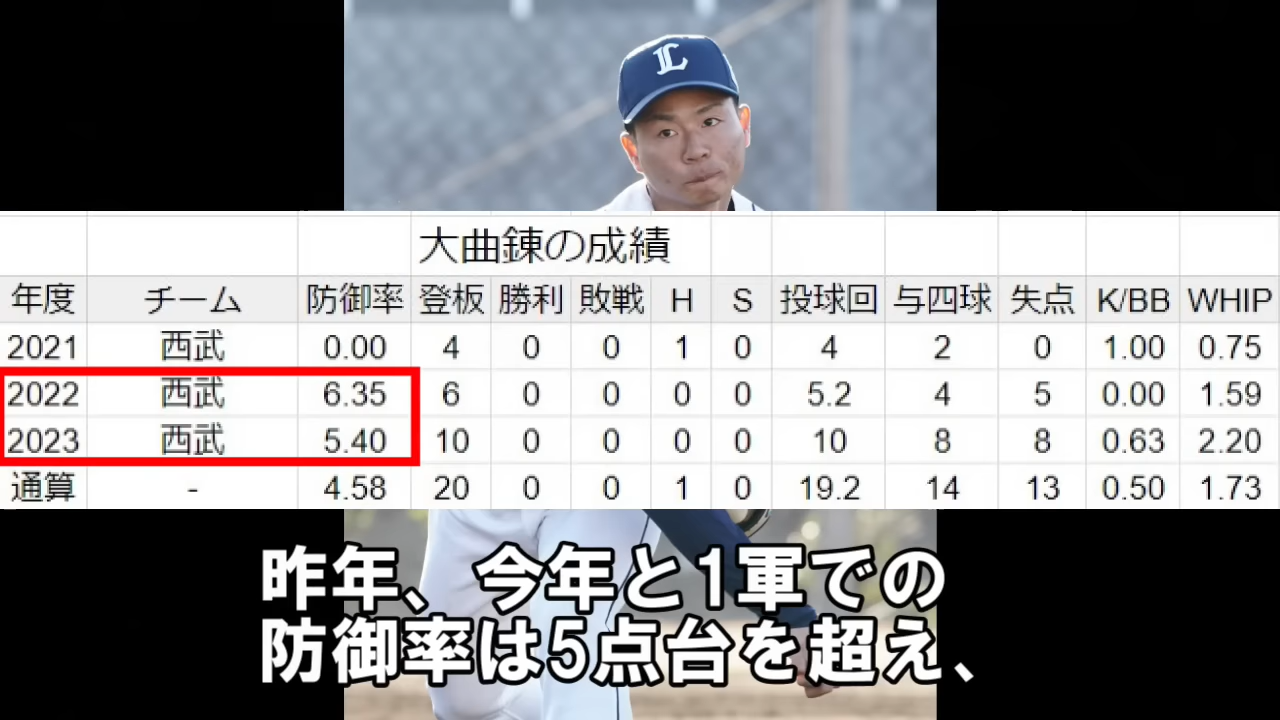 L
大曲錬の成績
年度 チーム 防御率 登板 勝利 敗戦 H S 投球回 与四球 失点 K/BB WHIP
2021 西武 0.00 4 0 0 1 0 4 2 0 1.00 0.75
2022 西武 6.35 6 0 0 0 0 5.2 4 5 0.00 1.59
2023 西武 5.40 10 0 0 0 0 10 8 8 0.63 2.20
通算 - 4.58 20 0 0 1 0 19.2 14 13 0.50 1.73
昨年、今年と1軍での
防御率は5点台を超え、